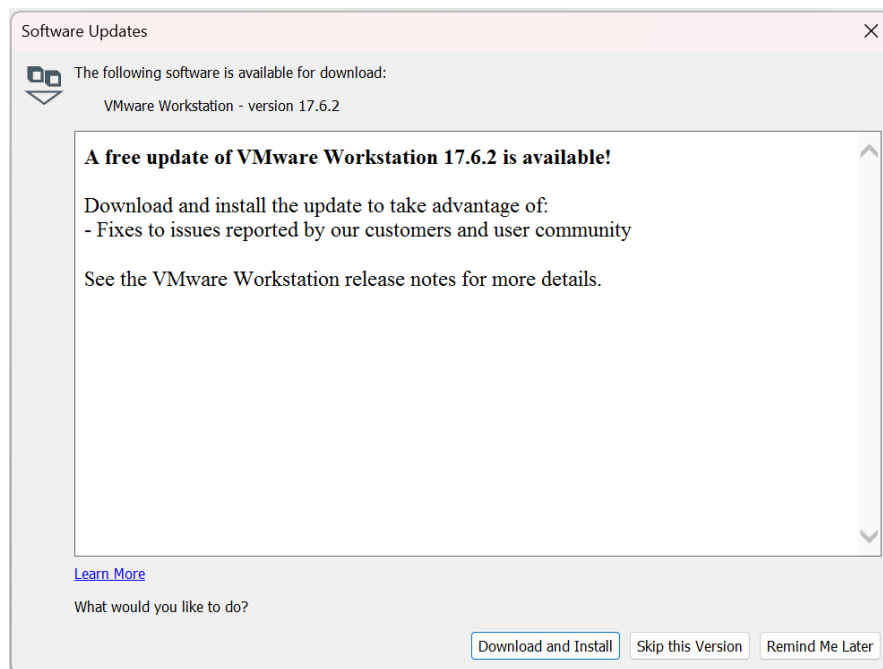 Software Updates
The following software is available for download:
VMware Workstation - version 17.6.2
A free update of VMware Workstation 17.6.2 is available!
Download and install the update to take advantage of:
- Fixes to issues reported by our customers and user community
See the VMware Workstation release notes for more details.
Learn More
What would you like to do?
Download and Install Skip this Version Remind Me Later